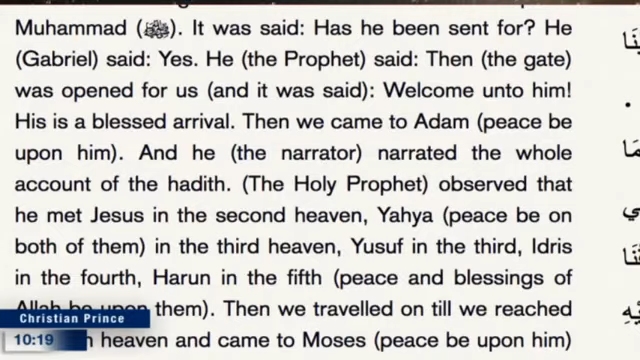 Muhammad (ﷺ). It was said: Has he been sent for? He
(Gabriel) said: Yes. He (the Prophet) said: Then (the gate)
was opened for us (and it was said): Welcome unto him!
His is a blessed arrival. Then we came to Adam (peace be
upon him). And he (the narrator) narrated the whole
account of the hadith. (The Holy Prophet) observed that
he met Jesus in the second heaven, Yahya (peace be on
both of them) in the third heaven, Yusuf in the third, Idris
in the fourth, Harun in the fifth (peace and blessings of
Allah be upon them). Then we travelled on till we reached
heaven and came to Moses (peace be upon him)
Christian Prince
10:19